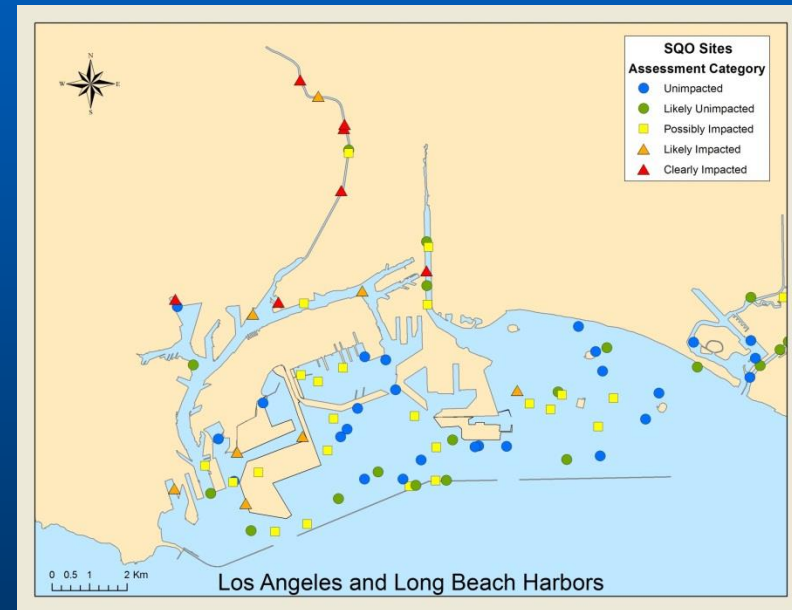 N
W E
S
SQO Sites
Assessment Category
Unimpacted
Likely Unimpacted
Possibly Impacted
Likely Impacted
Clearly Impacted
0 0.5 1 2 Km
Los Angeles and Long Beach Harbors